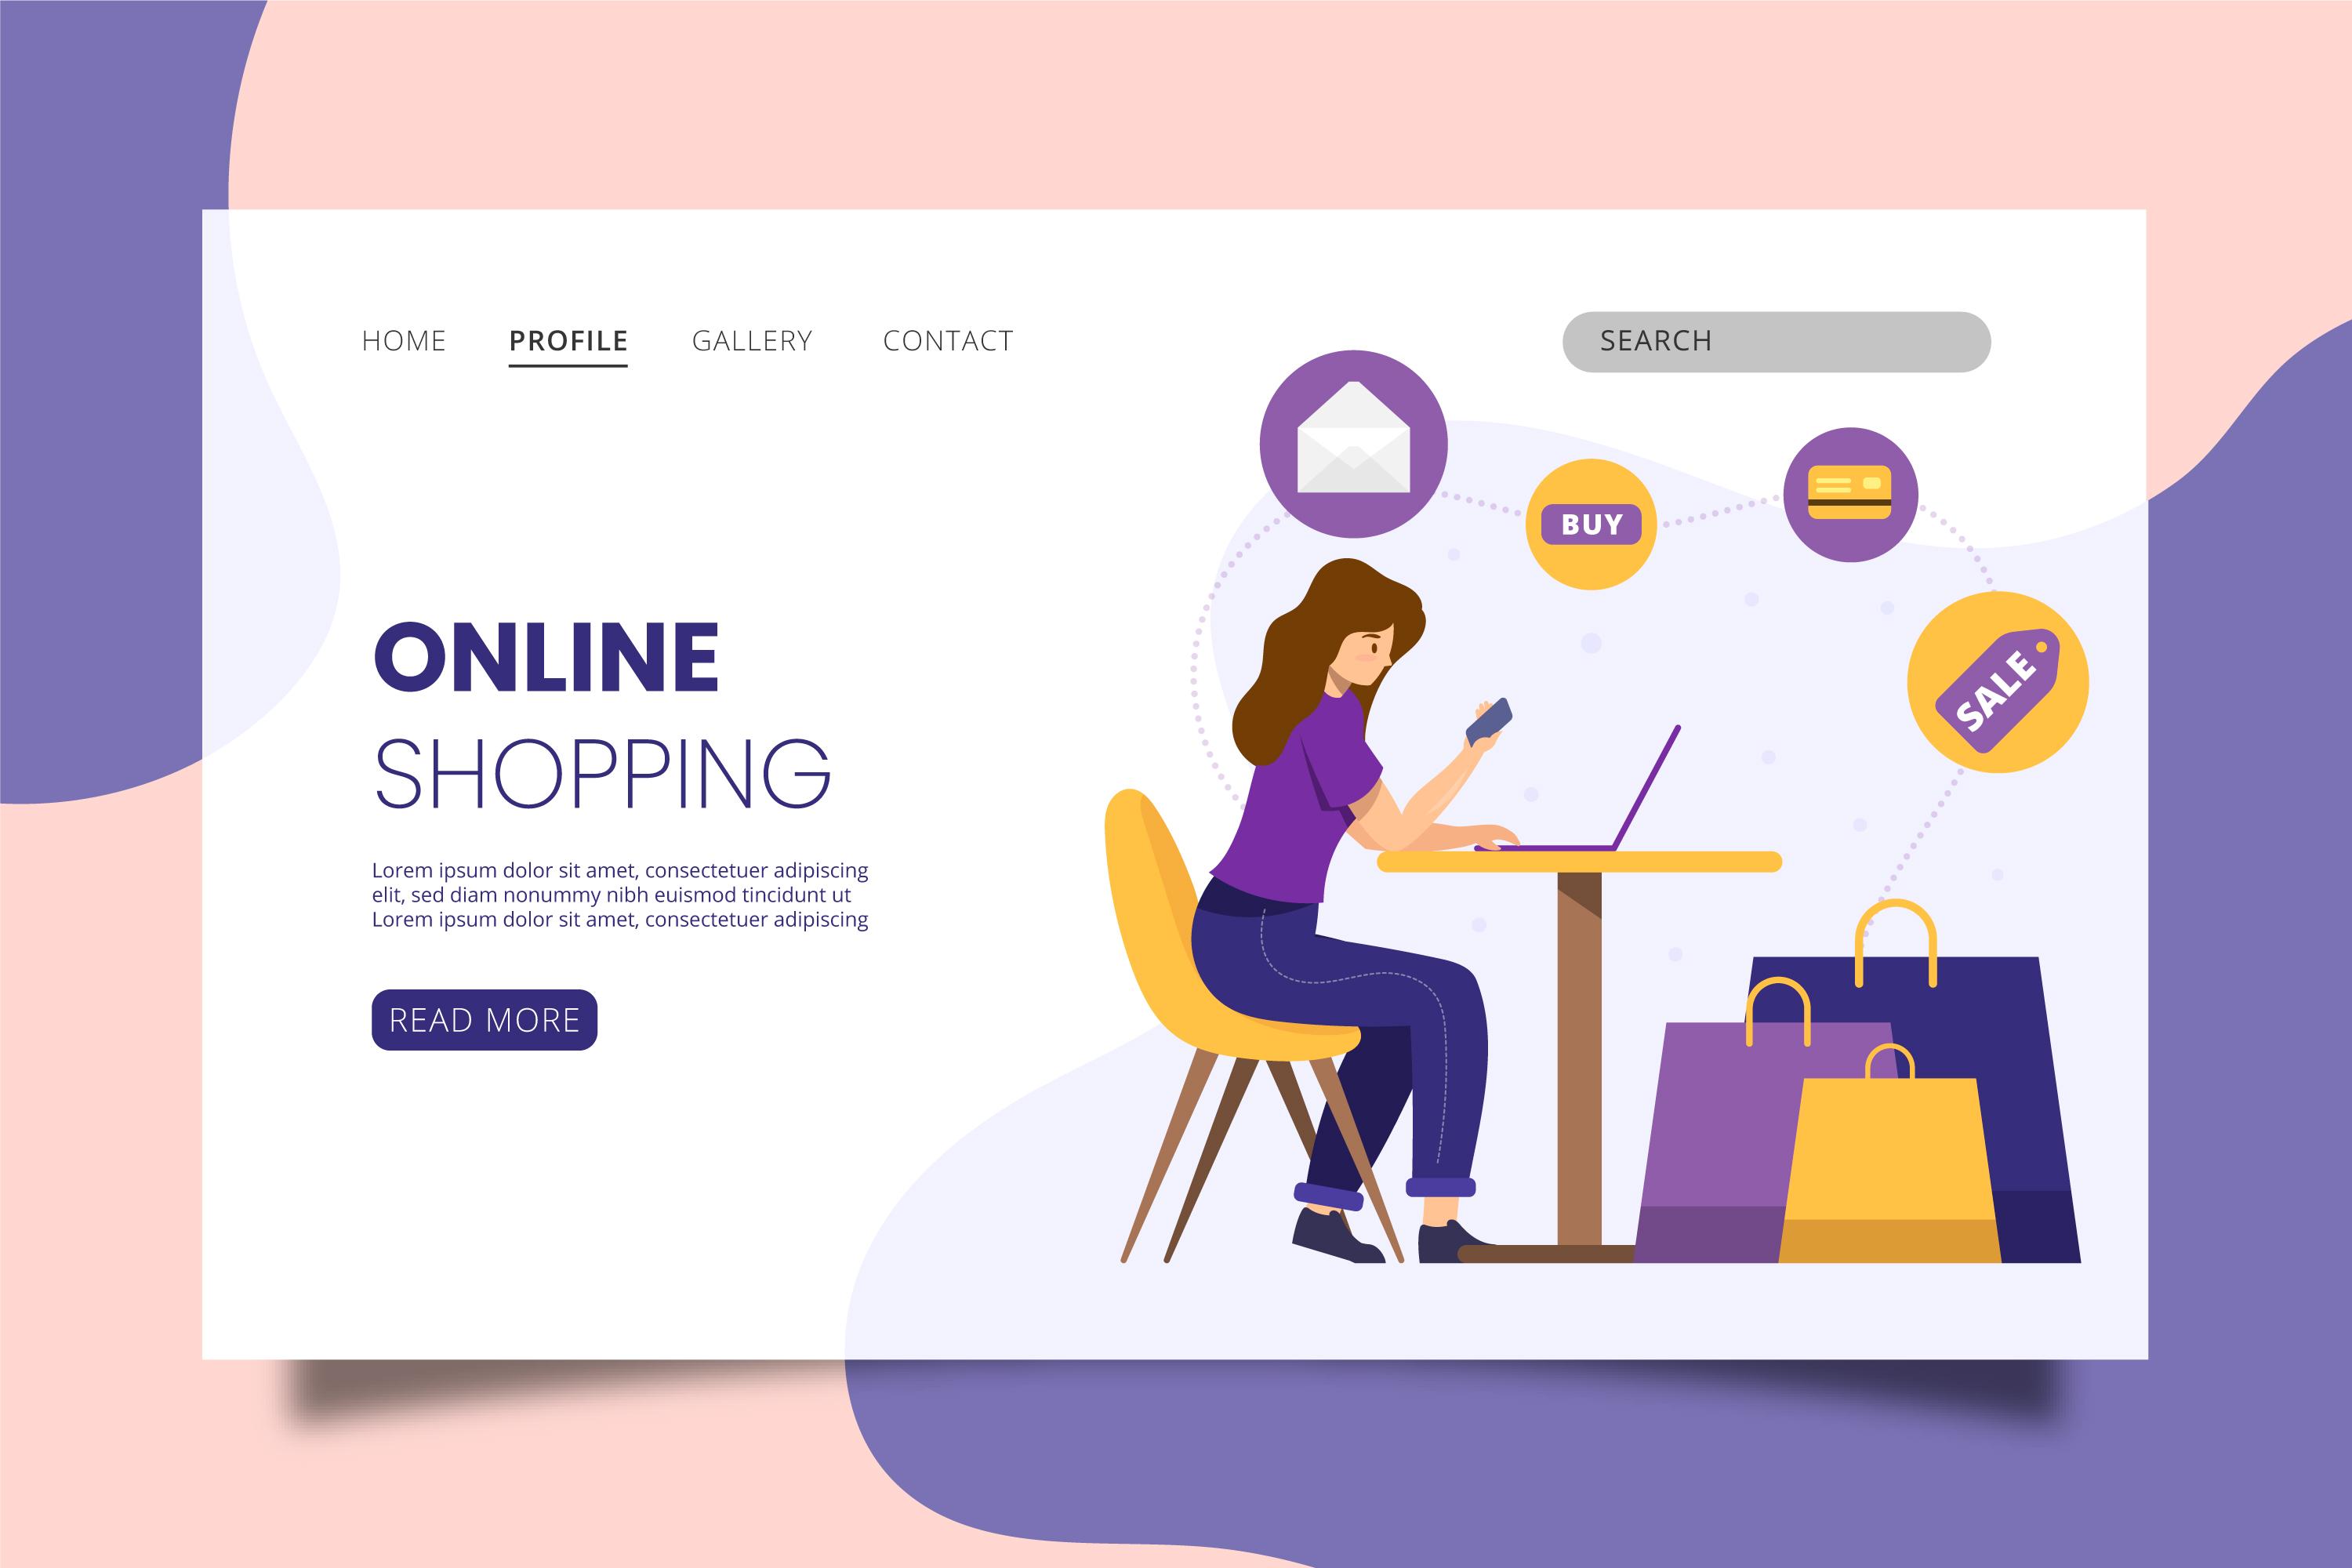 HOME PROFILE GALLERY CONTACT SEARCH
BUY
SALE
ONLINE
SHOPPING
Lorem ipsum dolor sit amet, consectetuer adipiscing
elit, sed diam nonummy nibh euismod tincidunt ut
Lorem ipsum dolor sit amet, consectetuer adipiscing
READ MORE